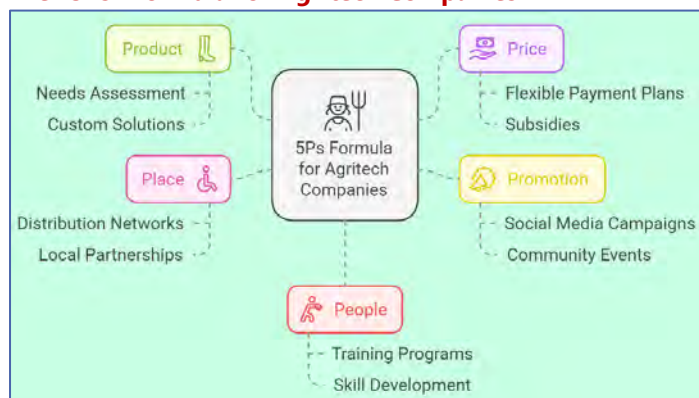 Product
Needs Assessment
Custom Solutions
Place
Distribution Networks
Local Partnerships
5Ps Formula
for Agritech
Companies
Price
Flexible Payment Plans
Subsidies
Promotion
Social Media Campaigns
Community Events
People
Training Programs
Skill Development